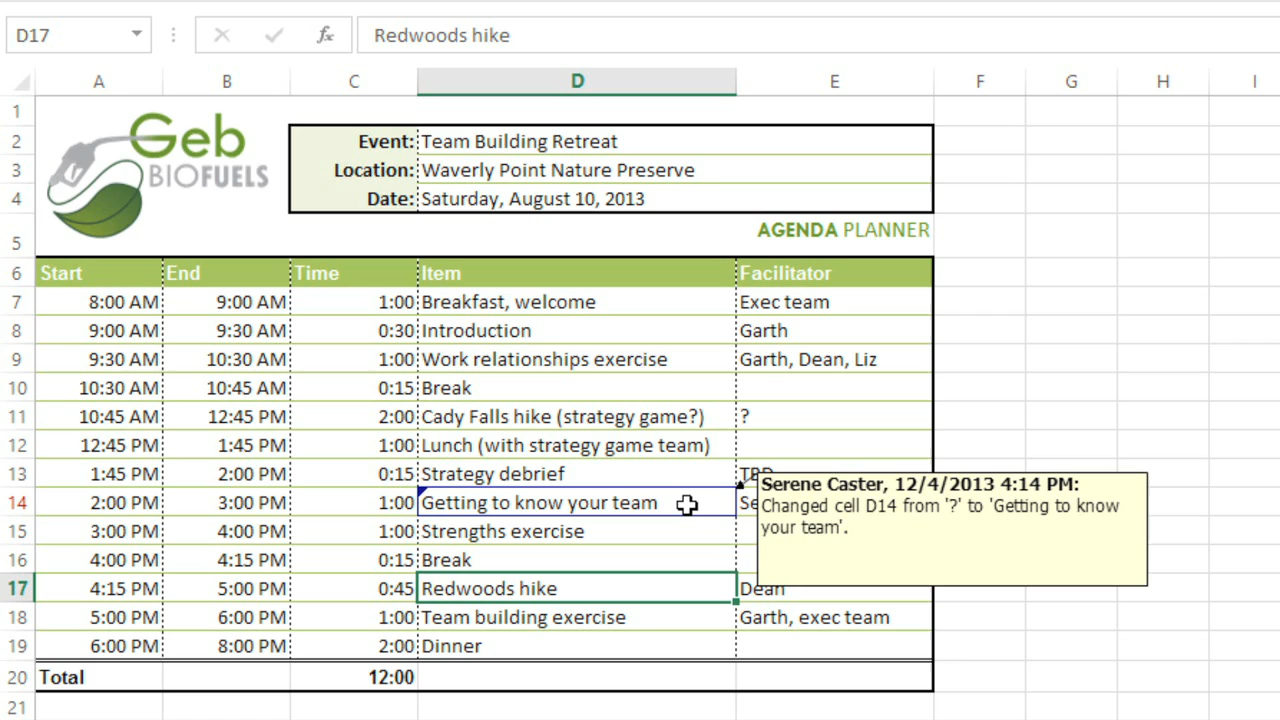 D17 fx Redwoods hike
A B C D E F G H I
1
Geb
BIOFUELS
2 Event: Team Building Retreat
3 Location: Waverly Point Nature Preserve
4 Date: Saturday, August 10, 2013
5 AGENDA PLANNER
6 Start End Time Item Facilitator
7 8:00 AM 9:00 AM 1:00 Breakfast, welcome Exec team
8 9:00 AM 9:30 AM 0:30 Introduction Garth
9 9:30 AM 10:30 AM 1:00 Work relationships exercise Garth, Dean, Liz
10 10:30 AM 10:45 AM 0:15 Break
11 10:45 AM 12:45 PM 2:00 Cady Falls hike (strategy game?) ?
12 12:45 PM 1:45 PM 1:00 Lunch (with strategy game team)
13 1:45 PM 2:00 PM 0:15 Strategy debrief TBD
14 2:00 PM 3:00 PM 1:00 Getting to know your team
Serene Caster, 12/4/2013 4:14 PM:
Changed cell D14 from '?' to 'Getting to know
your team'.
15 3:00 PM 4:00 PM 1:00 Strengths exercise
16 4:00 PM 4:15 PM 0:15 Break
17 4:15 PM 5:00 PM 0:45 Redwoods hike Dean
18 5:00 PM 6:00 PM 1:00 Team building exercise Garth, exec team
19 6:00 PM 8:00 PM 2:00 Dinner
20 Total 12:00
21